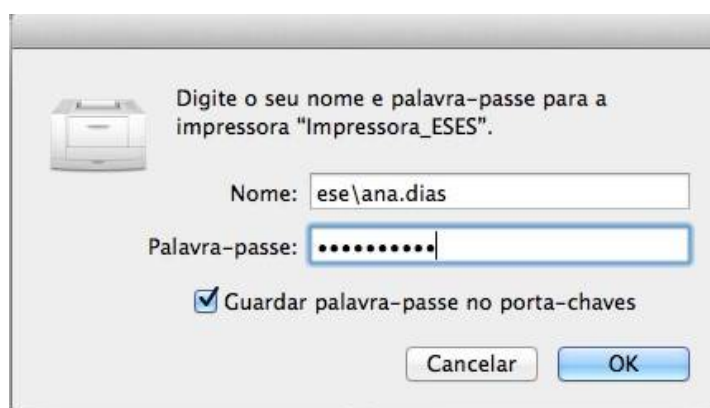 Digite o seu nome e palavra-passe para a
impressora “Impressora_ESES”.
Nome: ese\ana.dias
Palavra-passe: ••••••••••
Guardar palavra-passe no porta-chaves
Cancelar OK